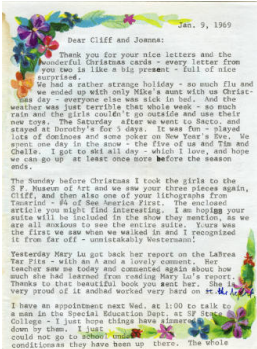 Jan. 9, 1969
Dear Cliff and Joanna:
Thank you for your nice letters and the
wonderful Christmas cards - every letter from
you two is like a big present - full of nice
surprised.
We had a rather strange holiday - so much flu and
we ended up with only Mike's aunt with us Christ-
mas day - everyone else was sick in bed. And the
weather was just terrible that whole week - so much
rain and the girls couldn't go outside and use their
new toys. The Saturday after we went to Sacto. and
stayed at Dorothy's for 3 days. It was fun - played
lots of dominoes and some poker on New Year's Eve. We
spent one day in the snow - the five of us and Tim and
Chelle. I got to ski all day - which I love, and hope
we can go up at least once more before the season
ends.
The Sunday before Christmas I took the girls to the
S F. Museum of Art and we saw your three pieces again,
Cliff, and then also one of your lithographs from
Tamarind - #4 of See America First. The enclosed
article you might find interesting. I am hoping your
suite will be included in the show they mention, as we
are all anxious to see the entire suite. Yours was
the first we saw when we walked in and I recognized
it from far off - unmistakably Westermann!
Yesterday Mary Lu got back her report on the LaBrea
Tar Pits - with an A and a lovely comment. Her
teacher saw me today and commented again about how
much she had learned from reading Mary Lu's report.
Thanks to that beautiful book you sent her. She is
very proud of it and had worked very hard on it.
I have an appointment next Wed. at 1:00 to talk to
a man in the Special Education Dept. at SF State
College - I just hope things have simmered
down by then. I just
could not go to school under
conditions as they have been up there. The whole